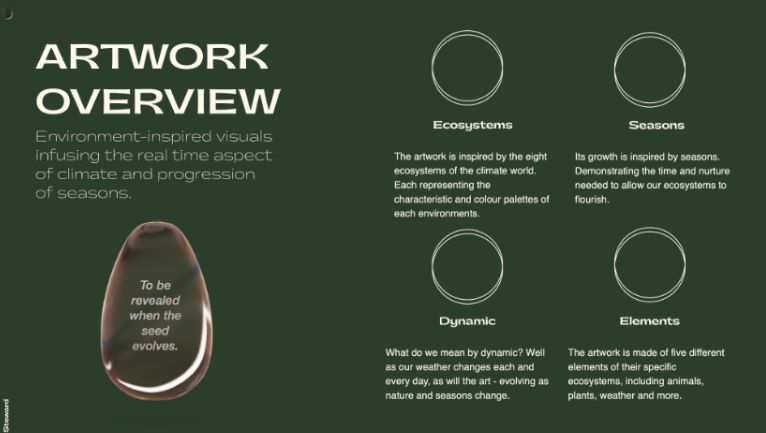 ARTWORK
OVERVIEW
Environment-inspired visuals
infusing the real time aspect
of climate and progression
of seasons.
To be
revealed
when the
seed
evolves.
Ecosystems
The artwork is inspired by the eight
ecosystems of the climate world.
Each representing the
characteristic and colour palettes of
each environments.
Seasons
Its growth is inspired by seasons.
Demonstrating the time and nurture
needed to allow our ecosystems to
flourish.
Dynamic
What do we mean by dynamic? Well
as our weather changes each and
every day, as will the art - evolving as
nature and seasons change.
Elements
The artwork is made of five different
elements of their specific
ecosystems, including animals,
plants, weather and more.
Steward